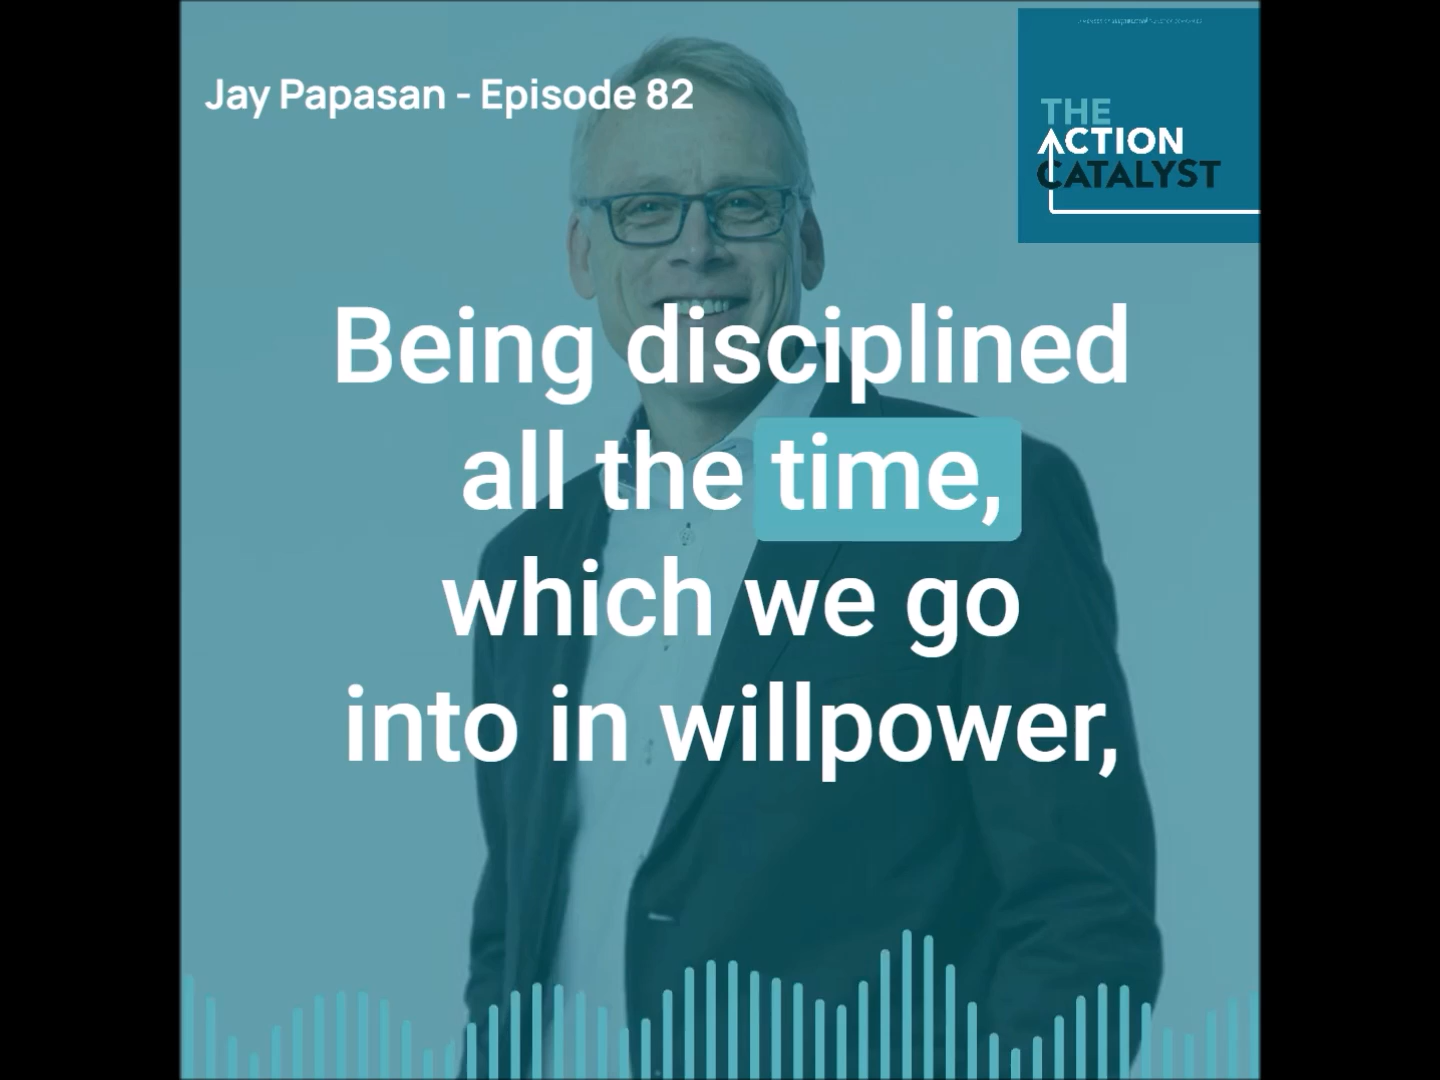 Jay Papasan - Episode 82
THE
ACTION
CATALYST
Being disciplined
all the time,
which we go
into in willpower,